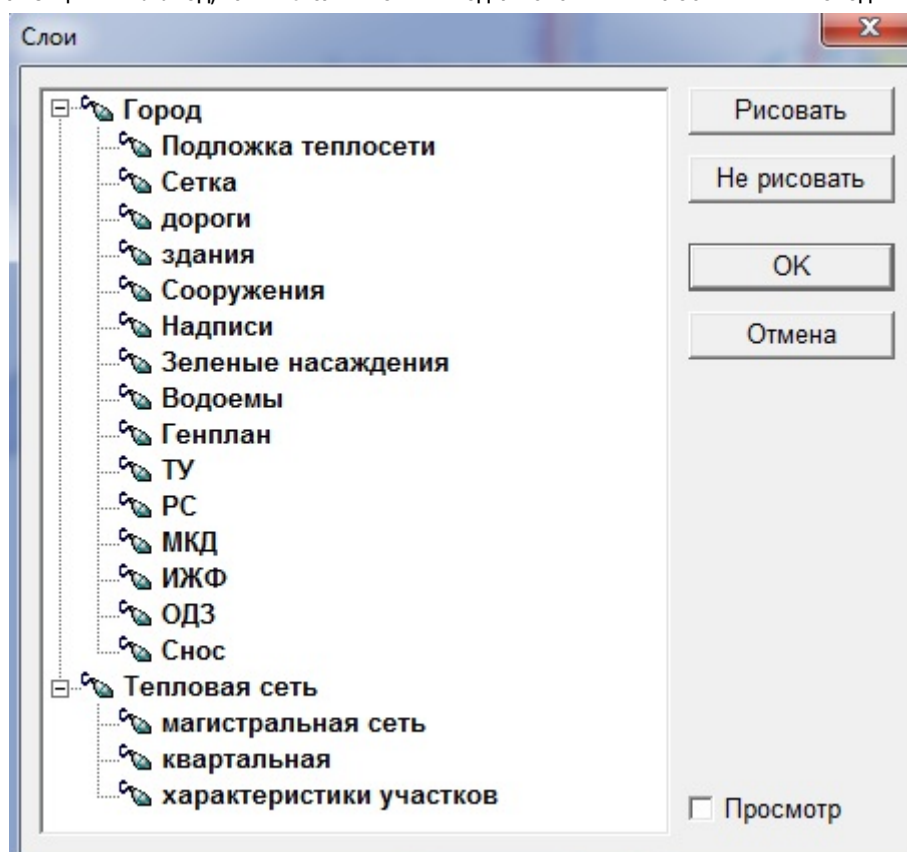 Слои
Город
Подложка теплосети
Сетка
дороги
здания
Сооружения
Надписи
Зеленые насаждения
Водоемы
Генплан
ТУ
РС
МКД
ИЖФ
ОДЗ
Снос
Тепловая сеть
магистральная сеть
квартальная
характеристики участков
Рисовать
Не рисовать
OK
Отмена
Просмотр